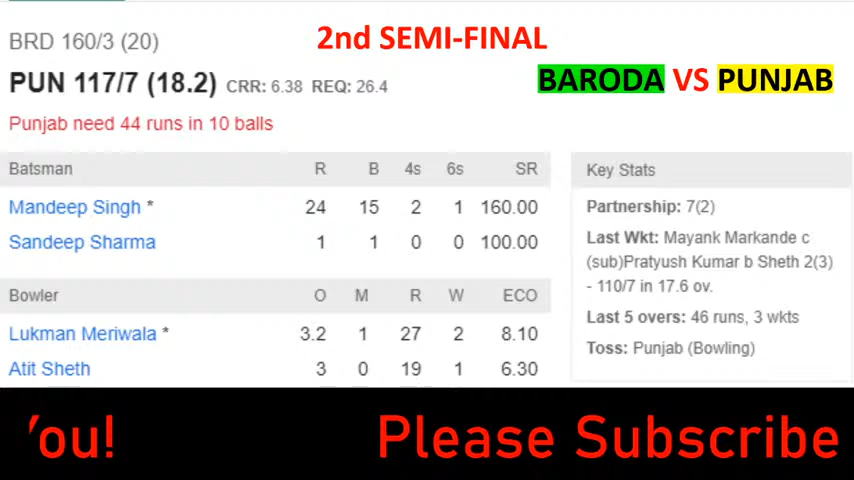 BRD 160/3 (20)
2nd SEMI-FINAL
PUN 117/7 (18.2) CRR: 6.38 REQ: 26.4
BARODA VS PUNJAB
Punjab need 44 runs in 10 balls
Batsman R B 4s 6s SR
Mandeep Singh * 24 15 2 1 160.00
Sandeep Sharma 1 1 0 0 100.00
Bowler O M R W ECO
Lukman Meriwala * 3.2 1 27 2 8.10
Atit Sheth 3 0 19 1 6.30
Key Stats
Partnership: 7(2)
Last Wkt: Mayank Markande c
(sub)Pratyush Kumar b Sheth 2(3)
- 110/7 in 17.6 ov.
Last 5 overs: 46 runs, 3 wkts
Toss: Punjab (Bowling)
You! Please Subscribe